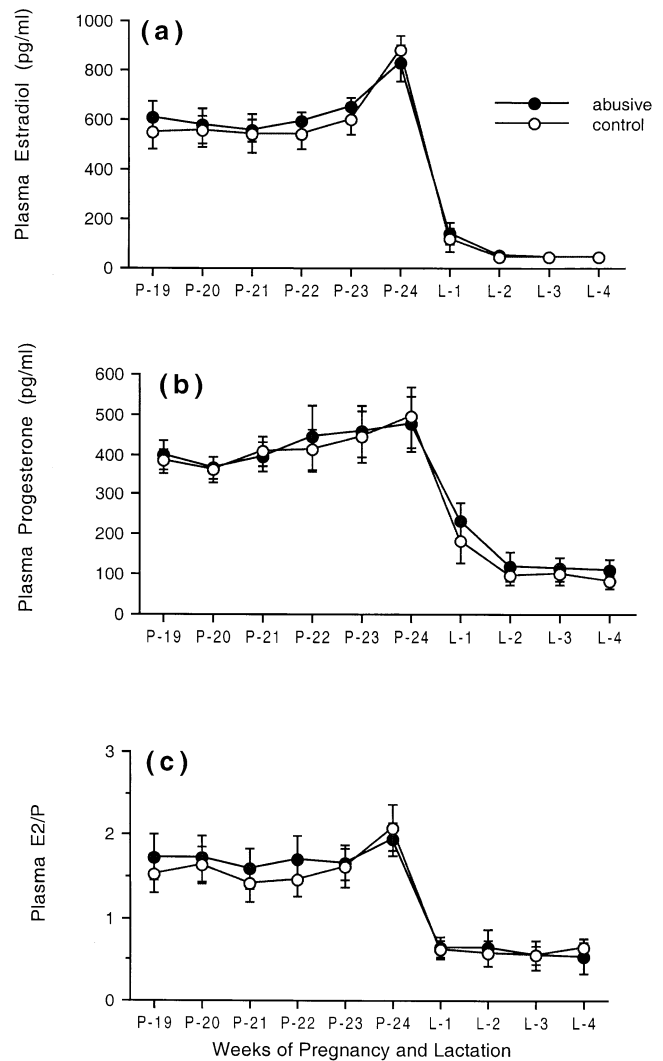 (a)
Plasma Estradiol (pg/ml)
1000
800
600
400
200
0
abusive
control
P-19 P-20 P-21 P-22 P-23 P-24 L-1 L-2 L-3 L-4
(b)
Plasma Progesterone (pg/ml)
600
500
400
300
200
100
0
P-19 P-20 P-21 P-22 P-23 P-24 L-1 L-2 L-3 L-4
(c)
Plasma E2/P
3
2
1
0
P-19 P-20 P-21 P-22 P-23 P-24 L-1 L-2 L-3 L-4
Weeks of Pregnancy and Lactation